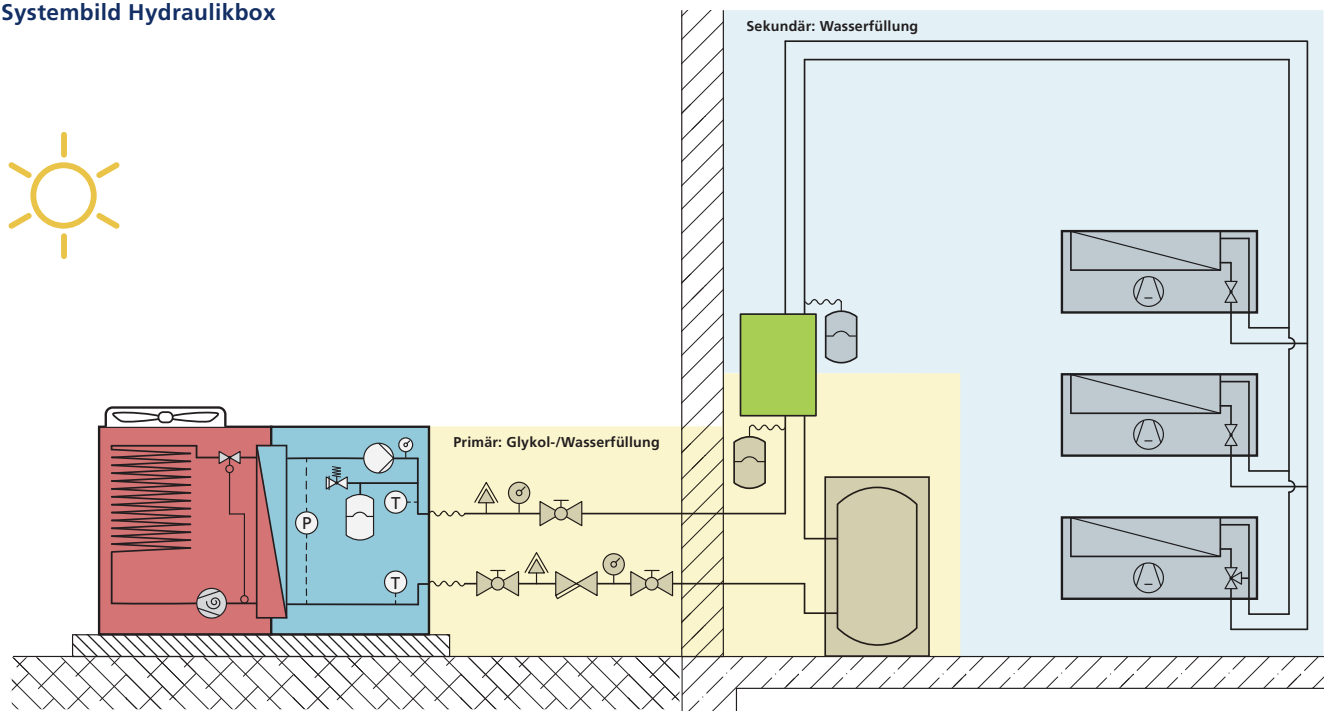 Systembild Hydraulikbox
Sekundär: Wasserfüllung
Primär: Glykol-/Wasserfüllung
T
P
T